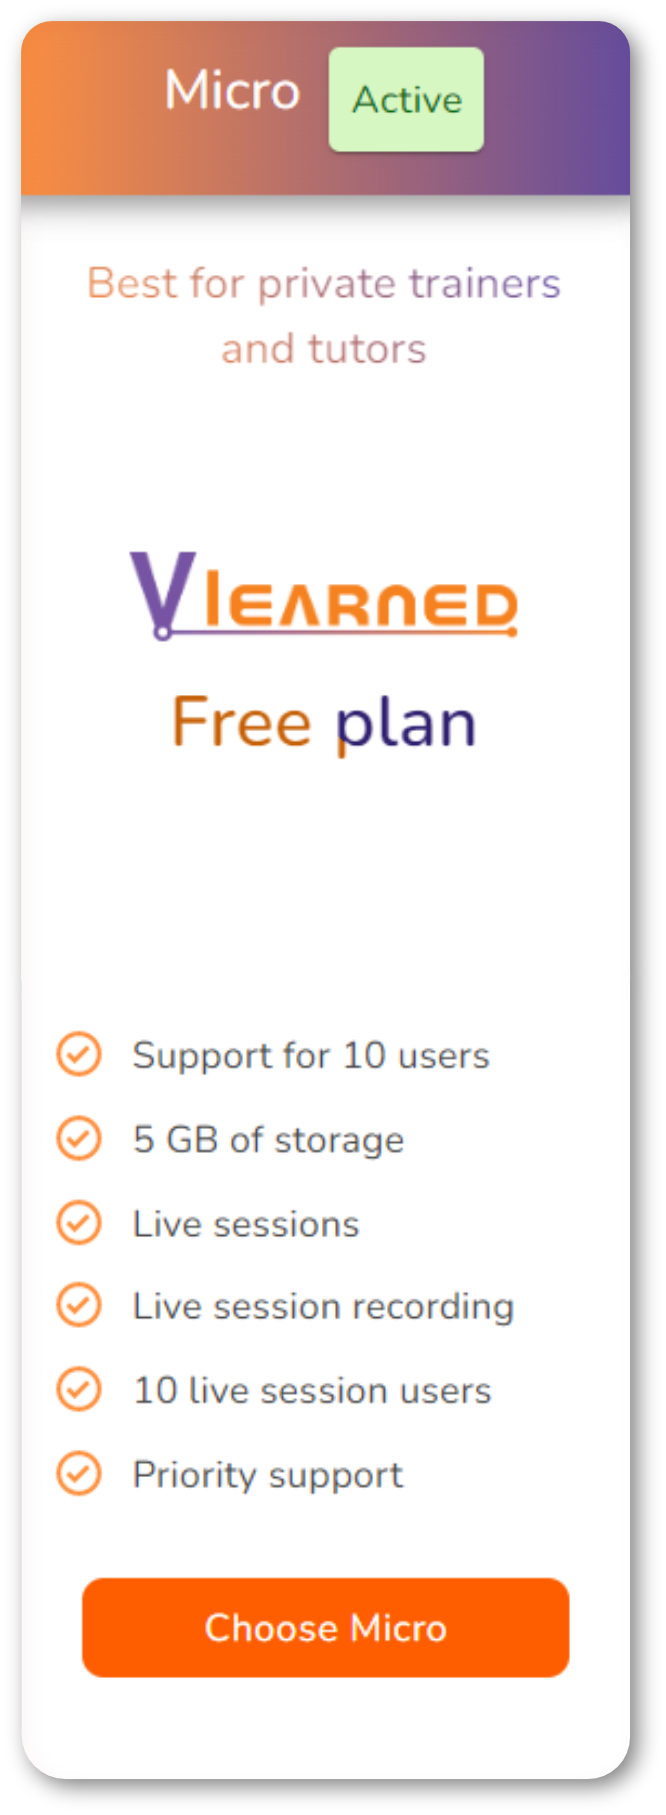 Micro Active
Best for private trainers
and tutors
Vlearned
Free plan
Support for 10 users
5 GB of storage
Live sessions
Live session recording
10 live session users
Priority support
Choose Micro